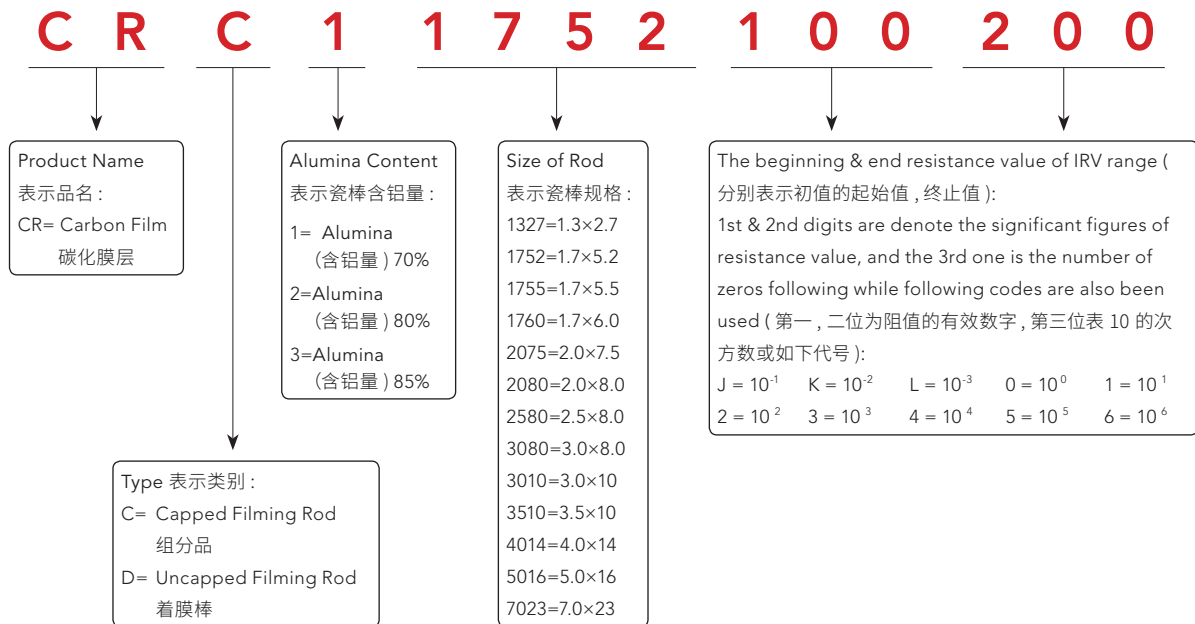 C R C 1 1 7 5 2 1 0 0 2 0 0
Product Name
表示品名 :
CR= Carbon Film
碳化膜层
Type 表示类别 :
C= Capped Filming Rod
组分品
D= Uncapped Filming Rod
着膜棒
Alumina Content
表示瓷棒含铝量 :
1= Alumina
(含铝量 ) 70%
2=Alumina
(含铝量 ) 80%
3=Alumina
(含铝量 ) 85%
Size of Rod
表示瓷棒规格 :
1327=1.3×2.7
1752=1.7×5.2
1755=1.7×5.5
1760=1.7×6.0
2075=2.0×7.5
2080=2.0×8.0
2580=2.5×8.0
3080=3.0×8.0
3010=3.0×10
3510=3.5×10
4014=4.0×14
5016=5.0×16
7023=7.0×23
The beginning & end resistance value of IRV range (
分别表示初值的起始值 , 终止值 ):
1st & 2nd digits are denote the significant figures of
resistance value, and the 3rd one is the number of
zeros following while following codes are also been
used ( 第一 , 二位为阻值的有效数字 , 第三位表 10 的次
方数或如下代号 ):
J = 10⁻¹ K = 10⁻² L = 10⁻³ 0 = 10⁰ 1 = 10¹
2 = 10² 3 = 10³ 4 = 10⁴ 5 = 10⁵ 6 = 10⁶